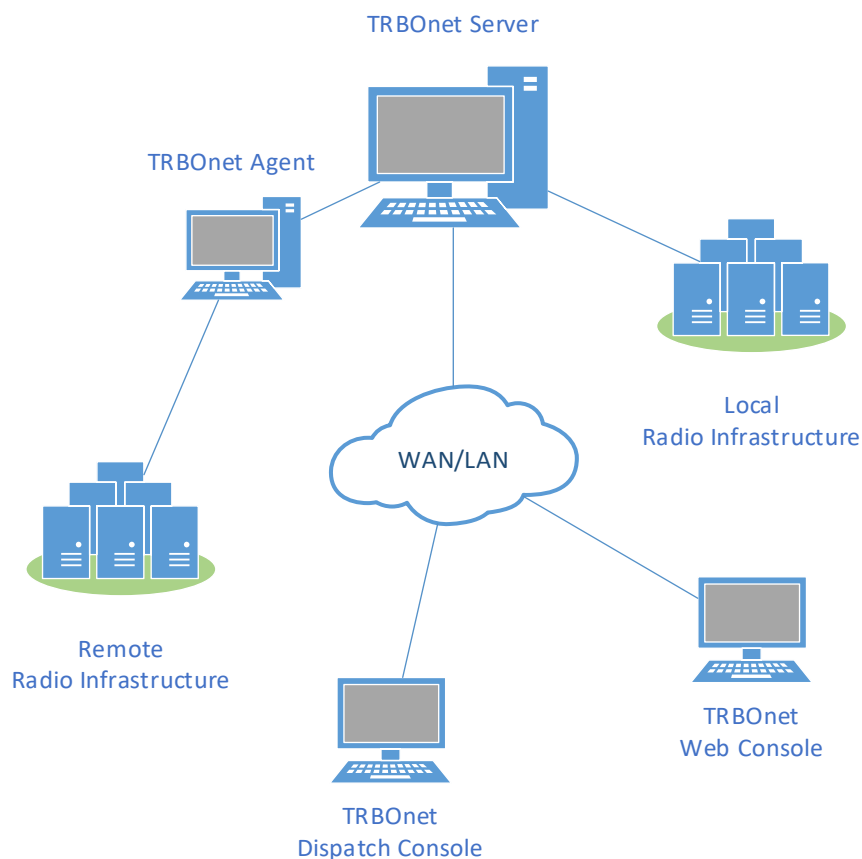 TRBOnet Server
TRBOnet Agent
Local
Radio Infrastructure
WAN/LAN
Remote
Radio Infrastructure
TRBOnet
Web Console
TRBOnet
Dispatch Console